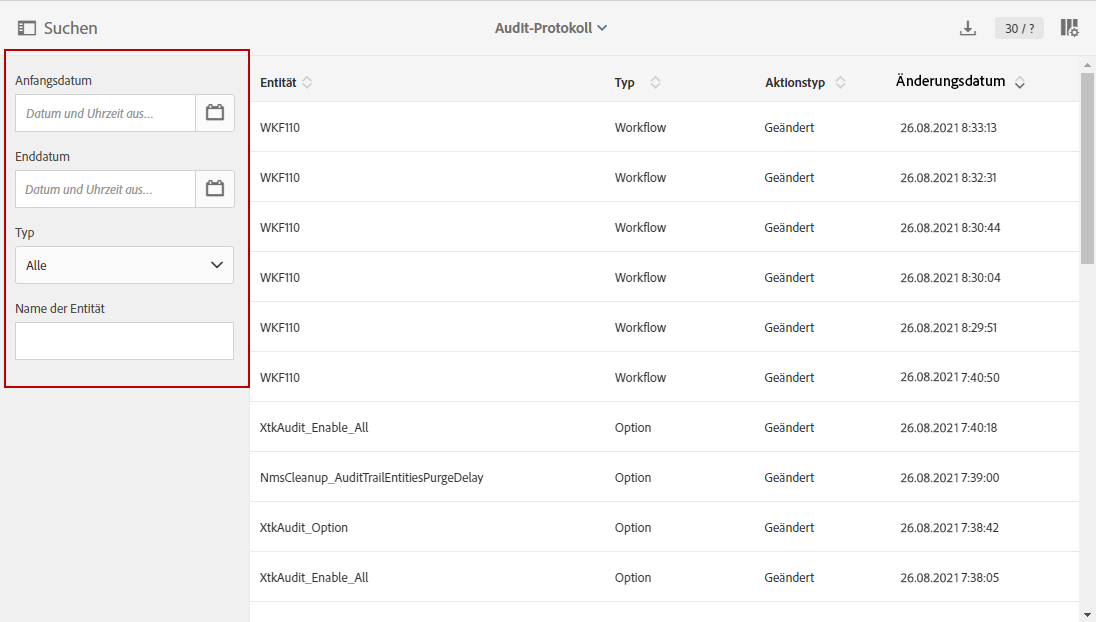 Suchen
Audit-Protokoll
30 / ?
Anfangsdatum
Datum und Uhrzeit aus...
Enddatum
Datum und Uhrzeit aus...
Typ
Alle
Name der Entität
Entität Typ Aktionstyp Änderungsdatum
WKF110 Workflow Geändert 26.08.2021 8:33:13
WKF110 Workflow Geändert 26.08.2021 8:32:31
WKF110 Workflow Geändert 26.08.2021 8:30:44
WKF110 Workflow Geändert 26.08.2021 8:30:04
WKF110 Workflow Geändert 26.08.2021 8:29:51
WKF110 Workflow Geändert 26.08.2021 7:40:50
XtkAudit_Enable_All Option Geändert 26.08.2021 7:40:18
NmsCleanup_AuditTrailEntitiesPurgeDelay Option Geändert 26.08.2021 7:39:00
XtkAudit_Option Option Geändert 26.08.2021 7:38:42
XtkAudit_Enable_All Option Geändert 26.08.2021 7:38:05